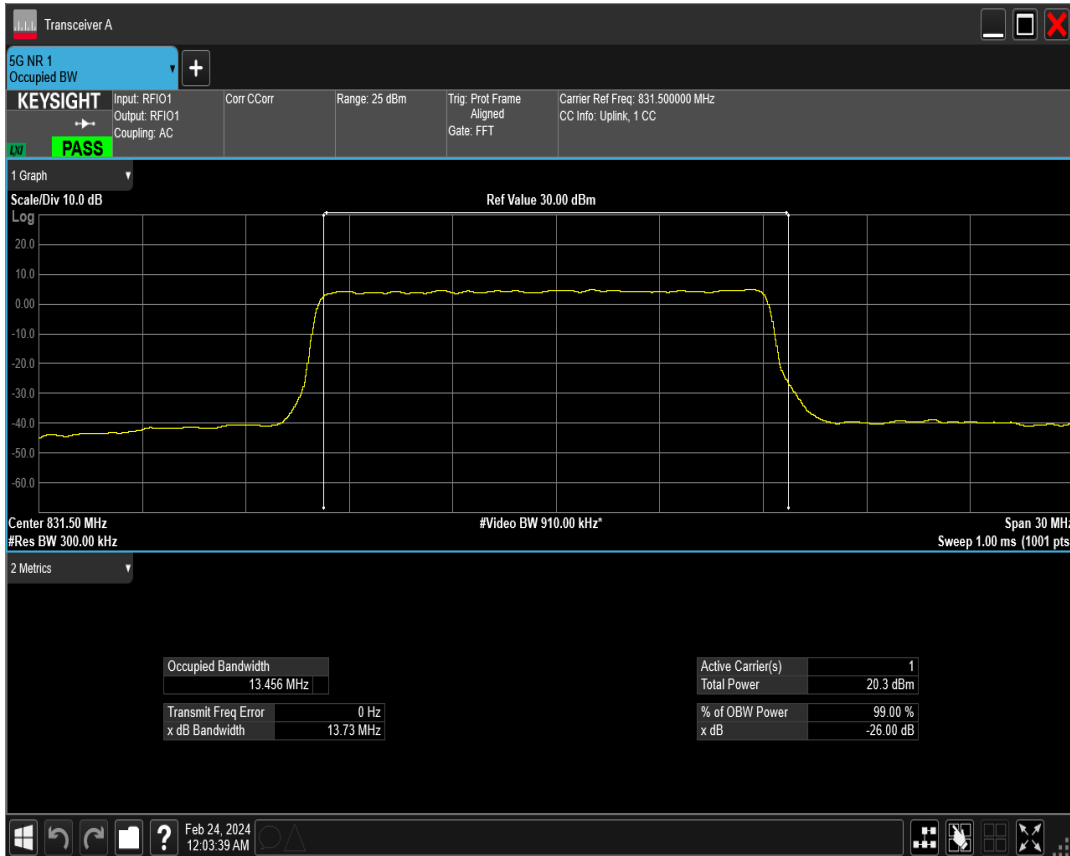 Transceiver A
5G NR 1
Occupied BW
+
KEYSIGHT
LXI
PASS
Input: RFIO1
Output: RFIO1
Coupling: AC
Corr CCorr
Range: 25 dBm
Trig: Prot Frame
Aligned
Gate: FFT
Carrier Ref Freq: 831.500000 MHz
CC Info: Uplink, 1 CC
1 Graph
Scale/Div 10.0 dB
Ref Value 30.00 dBm
Log
20.0
10.0
0.00
-10.0
-20.0
-30.0
-40.0
-50.0
-60.0
Center 831.50 MHz
#Video BW 910.00 kHz*
Span 30 MHz
#Res BW 300.00 kHz
Sweep 1.00 ms (1001 pts
2 Metrics
Occupied Bandwidth
13.456 MHz
Transmit Freq Error 0 Hz
x dB Bandwidth 13.73 MHz
Active Carrier(s) 1
Total Power 20.3 dBm
% of OBW Power 99.00 %
x dB -26.00 dB
?
Feb 24, 2024
12:03:39 AM